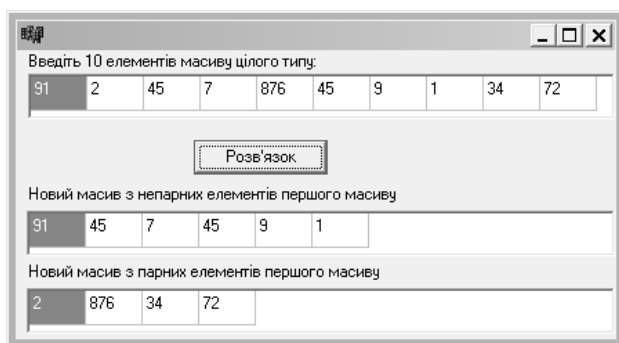 Введіть 10 елементів масиву цілого типу:
91 2 45 7 876 45 9 1 34 72
Розв'язок
Новий масив з непарних елементів першого масиву
91 45 7 45 9 1
Новий масив з парних елементів першого масиву
2 876 34 72